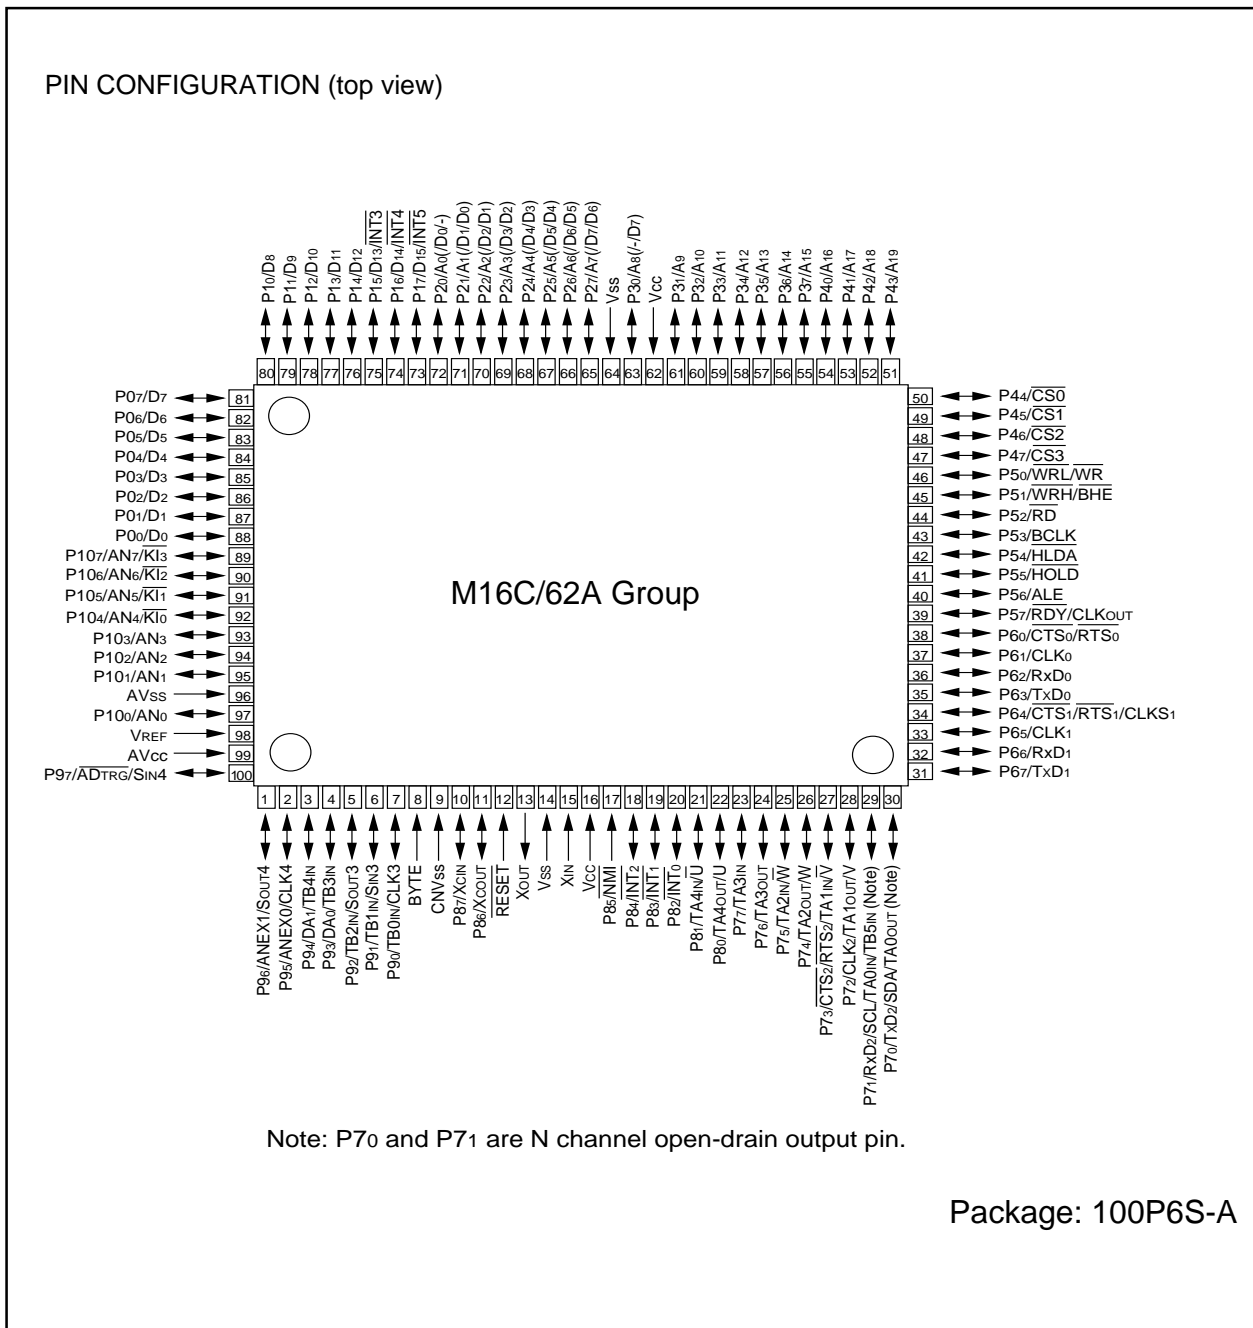 PIN CONFIGURATION (top view)
P10/D8
P11/D9
P12/D10
P13/D11
P14/D12
P15/D13/INT3
P16/D14/INT4
P17/D15/INT5
P20/A0(/D0/-)
P21/A1(/D1/D0)
P22/A2(/D2/D1)
P23/A3(/D3/D2)
P24/A4(/D4/D3)
P25/A5(/D5/D4)
P26/A6(/D6/D5)
P27/A7(/D7/D6)
Vss
P30/A8(/-/D7)
Vcc
P31/A9
P32/A10
P33/A11
P34/A12
P35/A13
P36/A14
P37/A15
P40/A16
P41/A17
P42/A18
P43/A19
80 79 78 77 76 75 74 73 72 71 70 69 68 67 66 65 64 63 62 61 60 59 58 57 56 55 54 53 52 51
P07/D7 81
P06/D6 82
P05/D5 83
P04/D4 84
P03/D3 85
P02/D2 86
P01/D1 87
P00/D0 88
P107/AN7/KI3 89
P106/AN6/KI2 90
P105/AN5/KI1 91
P104/AN4/KI0 92
P103/AN3 93
P102/AN2 94
P101/AN1 95
AVss 96
P100/AN0 97
VREF 98
AVcc 99
P97/ADTRG/SIN4 100
M16C/62A Group
50 P44/CS0
49 P45/CS1
48 P46/CS2
47 P47/CS3
46 P50/WRL/WR
45 P51/WRH/BHE
44 P52/RD
43 P53/BCLK
42 P54/HLDA
41 P55/HOLD
40 P56/ALE
39 P57/RDY/CLKOUT
38 P60/CTS0/RTS0
37 P61/CLK0
36 P62/RxD0
35 P63/TxD0
34 P64/CTS1/RTS1/CLKS1
33 P65/CLK1
32 P66/RxD1
31 P67/TxD1
1 2 3 4 5 6 7 8 9 10 11 12 13 14 15 16 17 18 19 20 21 22 23 24 25 26 27 28 29 30
P96/ANEX1/SOUT4
P95/ANEX0/CLK4
P94/DA1/TB4IN
P93/DA0/TB3IN
P92/TB2IN/SOUT3
P91/TB1IN/SIN3
P90/TB0IN/CLK3
BYTE
CNVss
P87/XCIN
P86/XCOUT
RESET
XOUT
Vss
XIN
Vcc
P85/NMI
P84/INT2
P83/INT1
P82/INT0
P81/TA4IN/U
P80/TA4OUT/U
P77/TA3IN
P76/TA3OUT
P75/TA2IN/W
P74/TA2OUT/W
P73/CTS2/RTS2/TA1IN/V
P72/CLK2/TA1OUT/V
P71/RxD2/SCL/TA0IN/TB5IN (Note)
P70/TxD2/SDA/TA0OUT (Note)
Note: P70 and P71 are N channel open-drain output pin.
Package: 100P6S-A